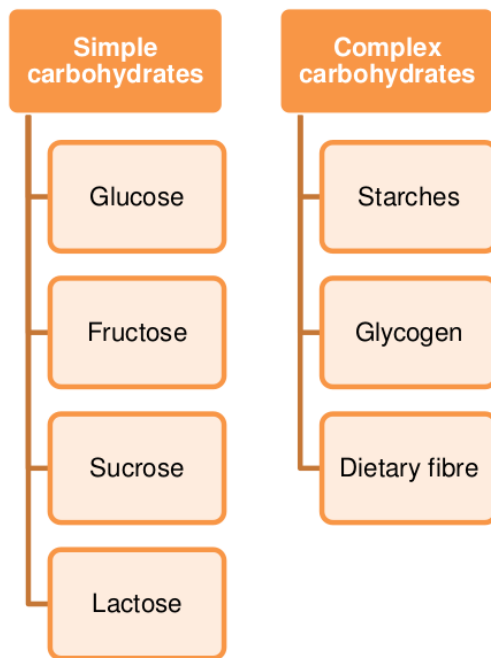 Simple
carbohydrates
Glucose
Fructose
Sucrose
Lactose
Complex
carbohydrates
Starches
Glycogen
Dietary fibre